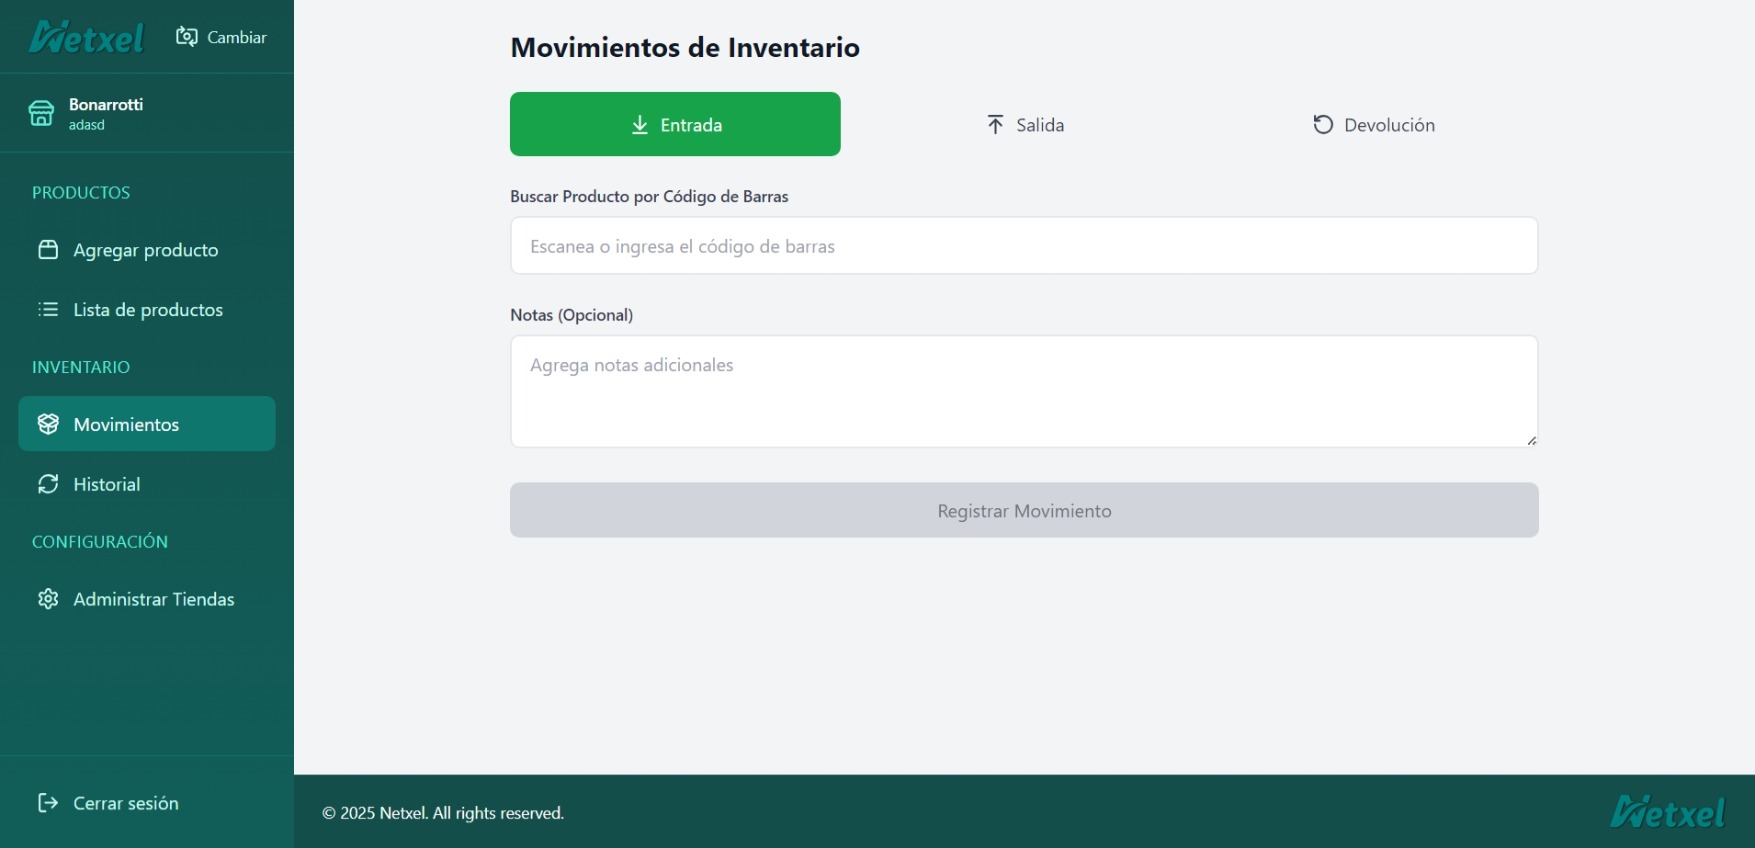 Netxel
Cambiar
Bonarrotti
adasd
PRODUCTOS
Agregar producto
Lista de productos
INVENTARIO
Movimientos
Historial
CONFIGURACIÓN
Administrar Tiendas
Cerrar sesión
Movimientos de Inventario
Entrada
Salida
Devolución
Buscar Producto por Código de Barras
Escanea o ingresa el código de barras
Notas (Opcional)
Agrega notas adicionales
Registrar Movimiento
© 2025 Netxel. All rights reserved.
Netxel